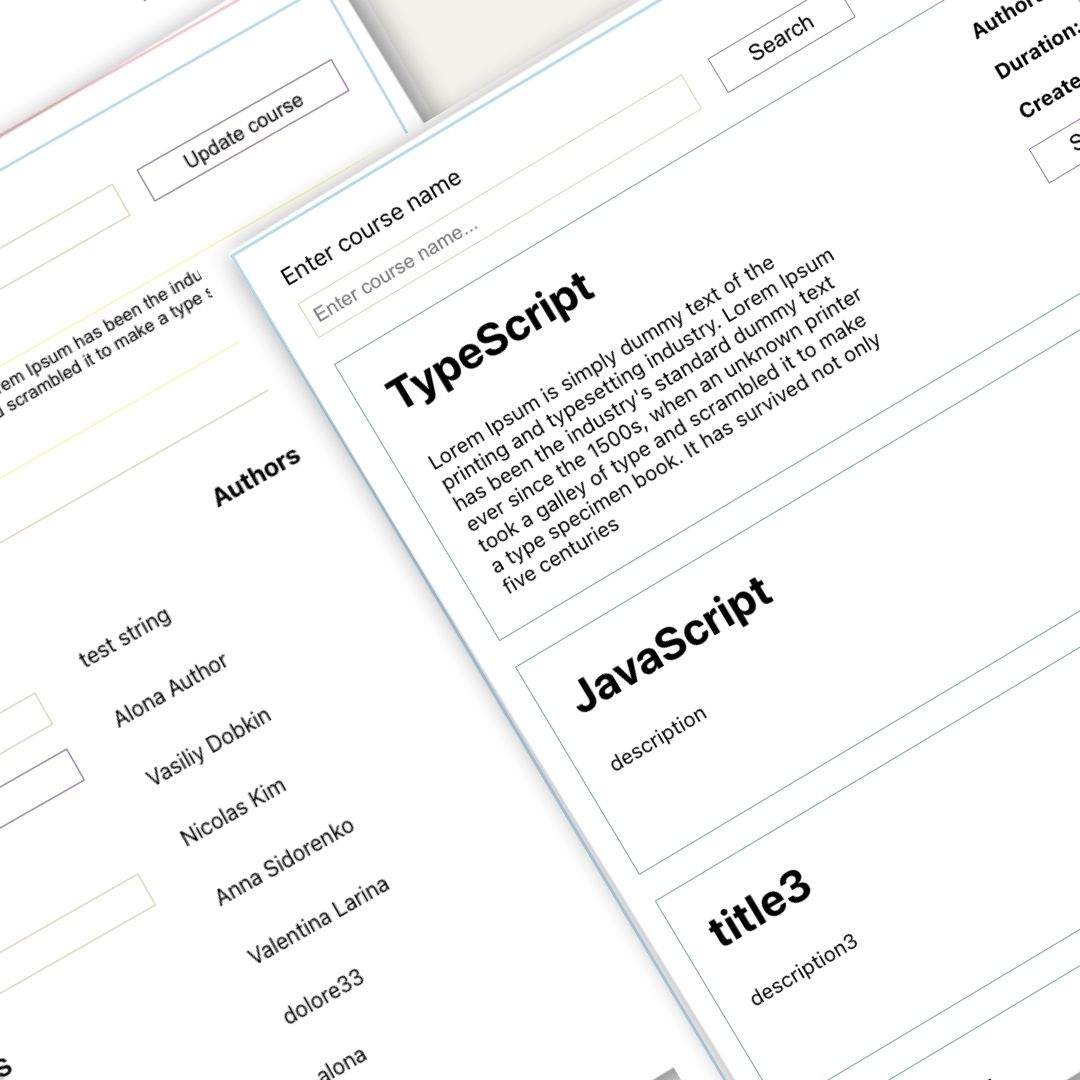 Update course
rem Ipsum has been the indu
scrambled it to make a type s
Authors
test string
Alona Author
Vasiliy Dobkin
Nicolas Kim
Anna Sidorenko
Valentina Larina
dolore33
alona
Enter course name
Enter course name...
Search
TypeScript
Lorem Ipsum is simply dummy text of the
printing and typesetting industry. Lorem Ipsum
has been the industry's standard dummy text
ever since the 1500s, when an unknown printer
took a galley of type and scrambled it to make
a type specimen book. It has survived not only
five centuries
Authors
Duration:
Create
JavaScript
description
title3
description3